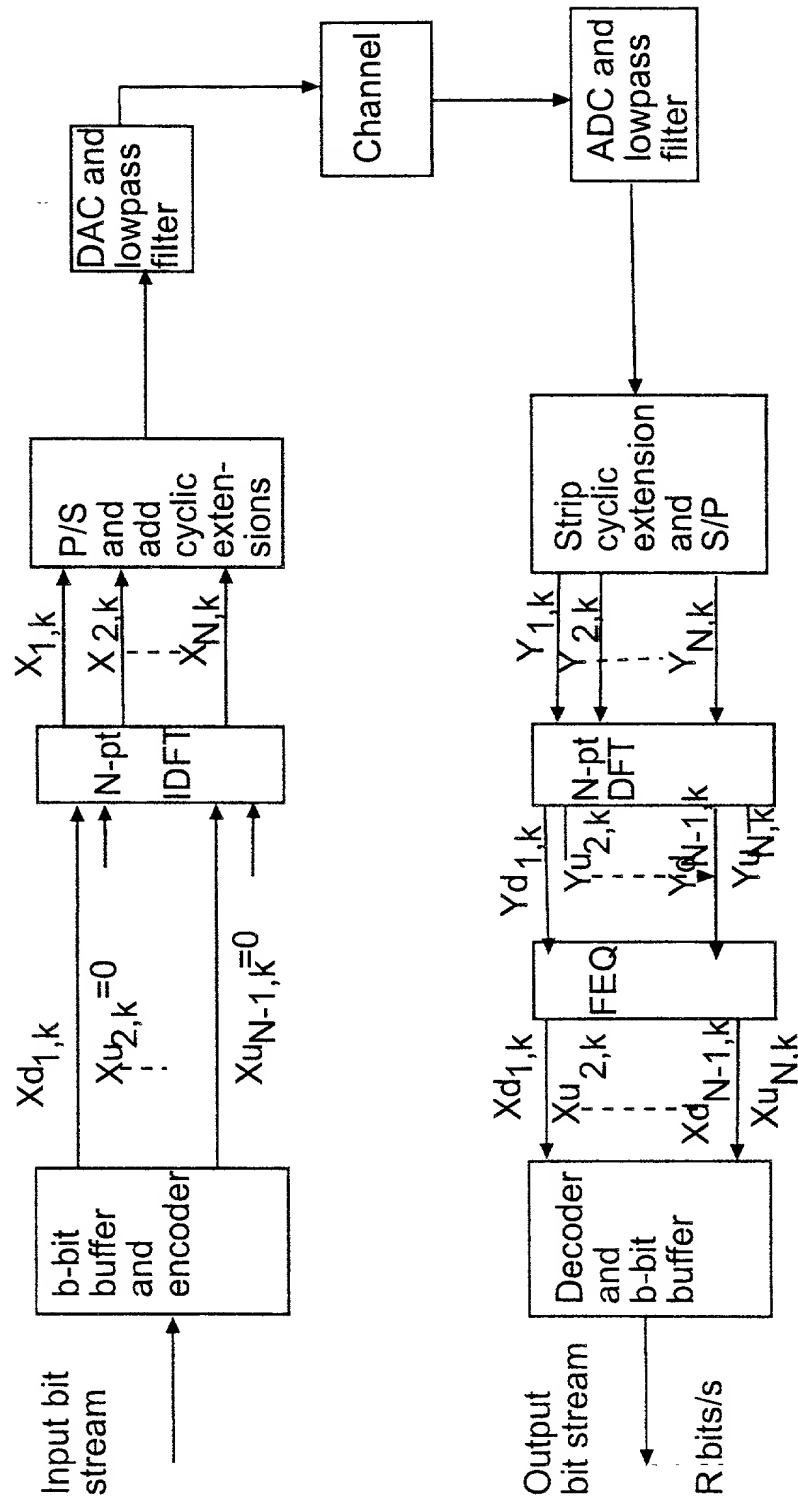 Input bit
stream
b-bit
buffer
and
encoder
Xd1,k
Xu2,k=0
XuN-1,k=0
N-pt
IDFT
X1,k
X2,k
XN,k
P/S
and
add
cyclic
exten-
sions
DAC and
lowpass
filter
Channel
ADC and
lowpass
filter
Strip
cyclic
extension
and
S/P
Y1,k
Y2,k
YN,k
N-pt
DFT
Yd1,k
Yu2,k
YdN-1,k
YuN,k
FEQ
Xd1,k
Xu2,k
XdN-1,k
XuN,k
Decoder
and
b-bit
buffer
Output
bit stream
R bits/s